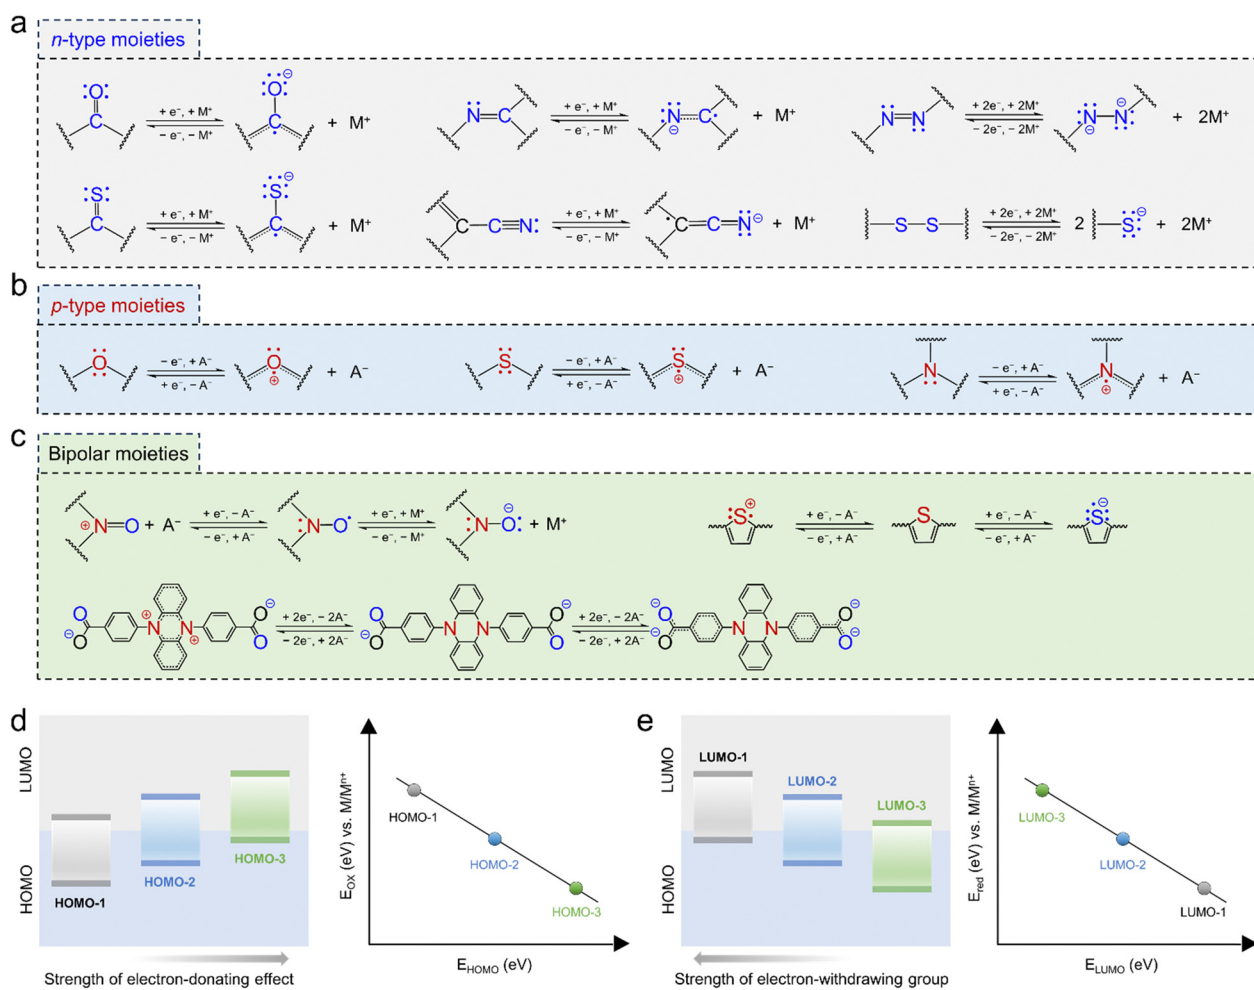 a
n-type moieties
O C + e⁻, + M⁺ − e⁻, − M⁺ O ⊖ C + M⁺
N C + e⁻, + M⁺ − e⁻, − M⁺ N ⊖ C + M⁺
N N + 2e⁻, + 2M⁺ − 2e⁻, − 2M⁺ N ⊖ N ⊖ + 2M⁺
S C + e⁻, + M⁺ − e⁻, − M⁺ S ⊖ C + M⁺
C C N + e⁻, + M⁺ − e⁻, − M⁺ C C N ⊖ + M⁺
S S + 2e⁻, + 2M⁺ − 2e⁻, − 2M⁺ 2 S ⊖ + 2M⁺
b
p-type moieties
O − e⁻, + A⁻ + e⁻, − A⁻ O ⊕ + A⁻
S − e⁻, + A⁻ + e⁻, − A⁻ S ⊕ + A⁻
N − e⁻, + A⁻ + e⁻, − A⁻ N ⊕ + A⁻
c
Bipolar moieties
N ⊕ O + A⁻ + e⁻, − A⁻ − e⁻, + A⁻ N O + e⁻, + M⁺ − e⁻, − M⁺ N O ⊖ + M⁺
S ⊕ + e⁻, − A⁻ − e⁻, + A⁻ S + e⁻, − A⁻ − e⁻, + A⁻ S ⊖
O ⊖ O N ⊕ N ⊕ O ⊖ O + 2e⁻, − 2A⁻ − 2e⁻, + 2A⁻ O ⊖ O N N O ⊖ O + 2e⁻, − 2A⁻ − 2e⁻, + 2A⁻ O ⊖ ⊖ O N N O ⊖ O ⊖
d
LUMO
HOMO
HOMO-1
HOMO-2
HOMO-3
Strength of electron-donating effect
E_OX (eV) vs. M/Mⁿ⁺
HOMO-1
HOMO-2
HOMO-3
E_HOMO (eV)
e
LUMO
HOMO
LUMO-1
LUMO-2
LUMO-3
Strength of electron-withdrawing group
E_red (eV) vs. M/Mⁿ⁺
LUMO-3
LUMO-2
LUMO-1
E_LUMO (eV)